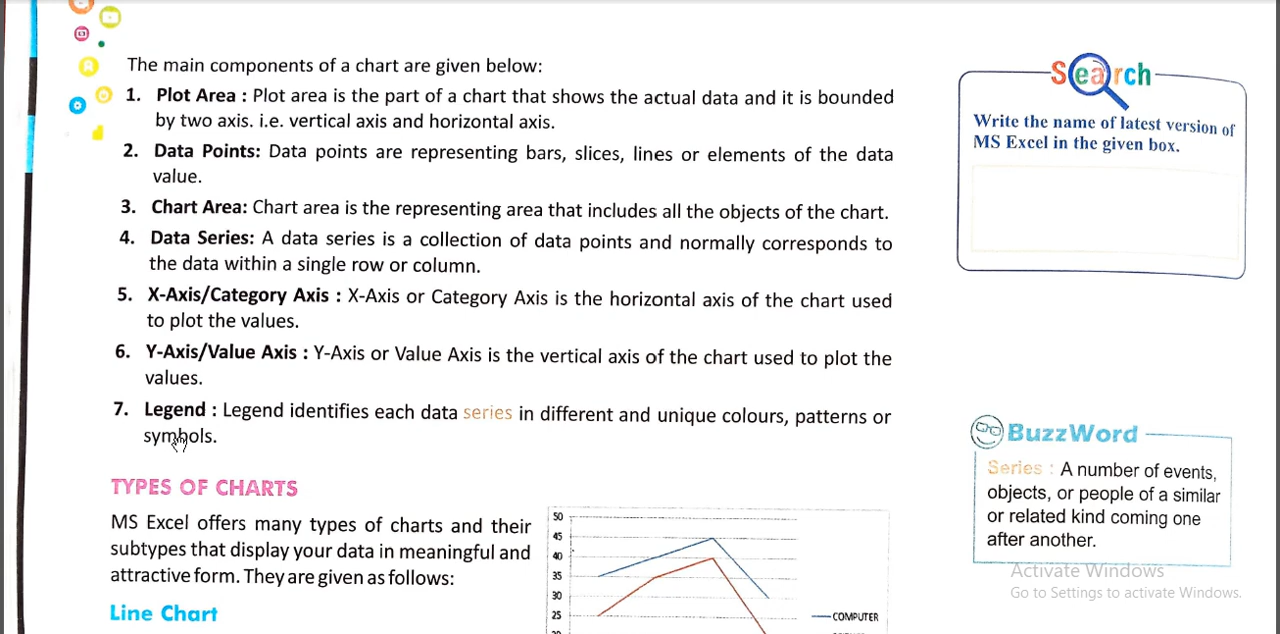 The main components of a chart are given below:
1. Plot Area : Plot area is the part of a chart that shows the actual data and it is bounded
by two axis. i.e. vertical axis and horizontal axis.
2. Data Points: Data points are representing bars, slices, lines or elements of the data
value.
3. Chart Area: Chart area is the representing area that includes all the objects of the chart.
4. Data Series: A data series is a collection of data points and normally corresponds to
the data within a single row or column.
5. X-Axis/Category Axis : X-Axis or Category Axis is the horizontal axis of the chart used
to plot the values.
6. Y-Axis/Value Axis : Y-Axis or Value Axis is the vertical axis of the chart used to plot the
values.
7. Legend : Legend identifies each data series in different and unique colours, patterns or
symbols.
TYPES OF CHARTS
MS Excel offers many types of charts and their
subtypes that display your data in meaningful and
attractive form. They are given as follows:
Line Chart
50
45
40
35
30
25
COMPUTER
Search
Write the name of latest version of
MS Excel in the given box.
BuzzWord
Series : A number of events,
objects, or people of a similar
or related kind coming one
after another.
Activate Windows
Go to Settings to activate Windows.